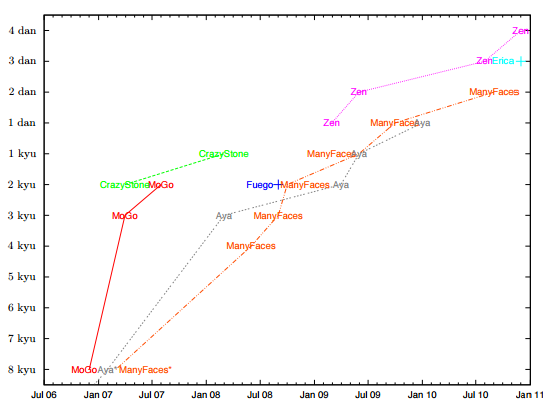 4 dan Zen
3 dan Zen Erica
2 dan Zen ManyFaces
1 dan Zen ManyFaces Aya
1 kyu CrazyStone ManyFaces Aya
2 kyu CrazyStone MoGo Fuego ManyFaces Aya
3 kyu MoGo Aya ManyFaces
4 kyu ManyFaces
5 kyu
6 kyu
7 kyu
8 kyu MoGo Aya* ManyFaces*
Jul 06 Jan 07 Jul 07 Jan 08 Jul 08 Jan 09 Jul 09 Jan 10 Jul 10 Jan 11